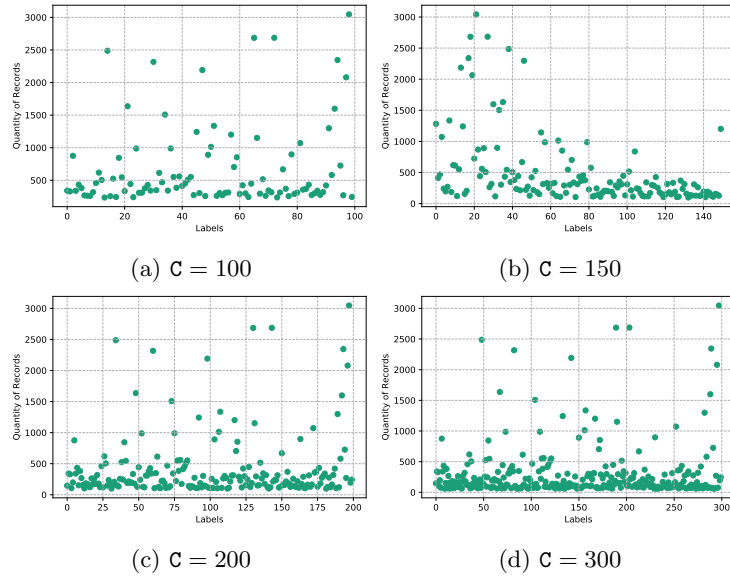 3000
2500
2000
1500
1000
500
Quantity of Records
0 20 40 60 80 100
Labels
(a) C = 100
3000
2500
2000
1500
1000
500
0
Quantity of Records
0 20 40 60 80 100 120 140
Labels
(b) C = 150
3000
2500
2000
1500
1000
500
0
Quantity of Records
0 25 50 75 100 125 150 175 200
Labels
(c) C = 200
3000
2500
2000
1500
1000
500
0
Quantity of Records
0 50 100 150 200 250 300
Labels
(d) C = 300